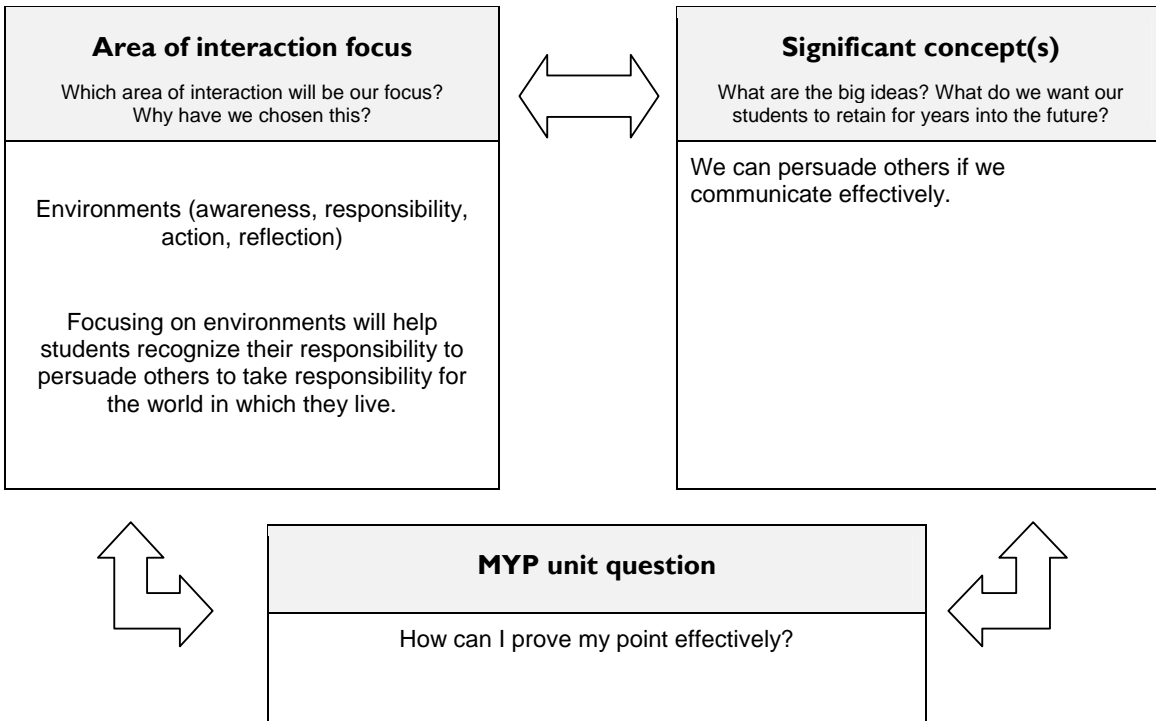 Area of interaction focus
Which area of interaction will be our focus?
Why have we chosen this?
Environments (awareness, responsibility,
action, reflection)
Focusing on environments will help
students recognize their responsibility to
persuade others to take responsibility for
the world in which they live.
Significant concept(s)
What are the big ideas? What do we want our
students to retain for years into the future?
We can persuade others if we
communicate effectively.
MYP unit question
How can I prove my point effectively?